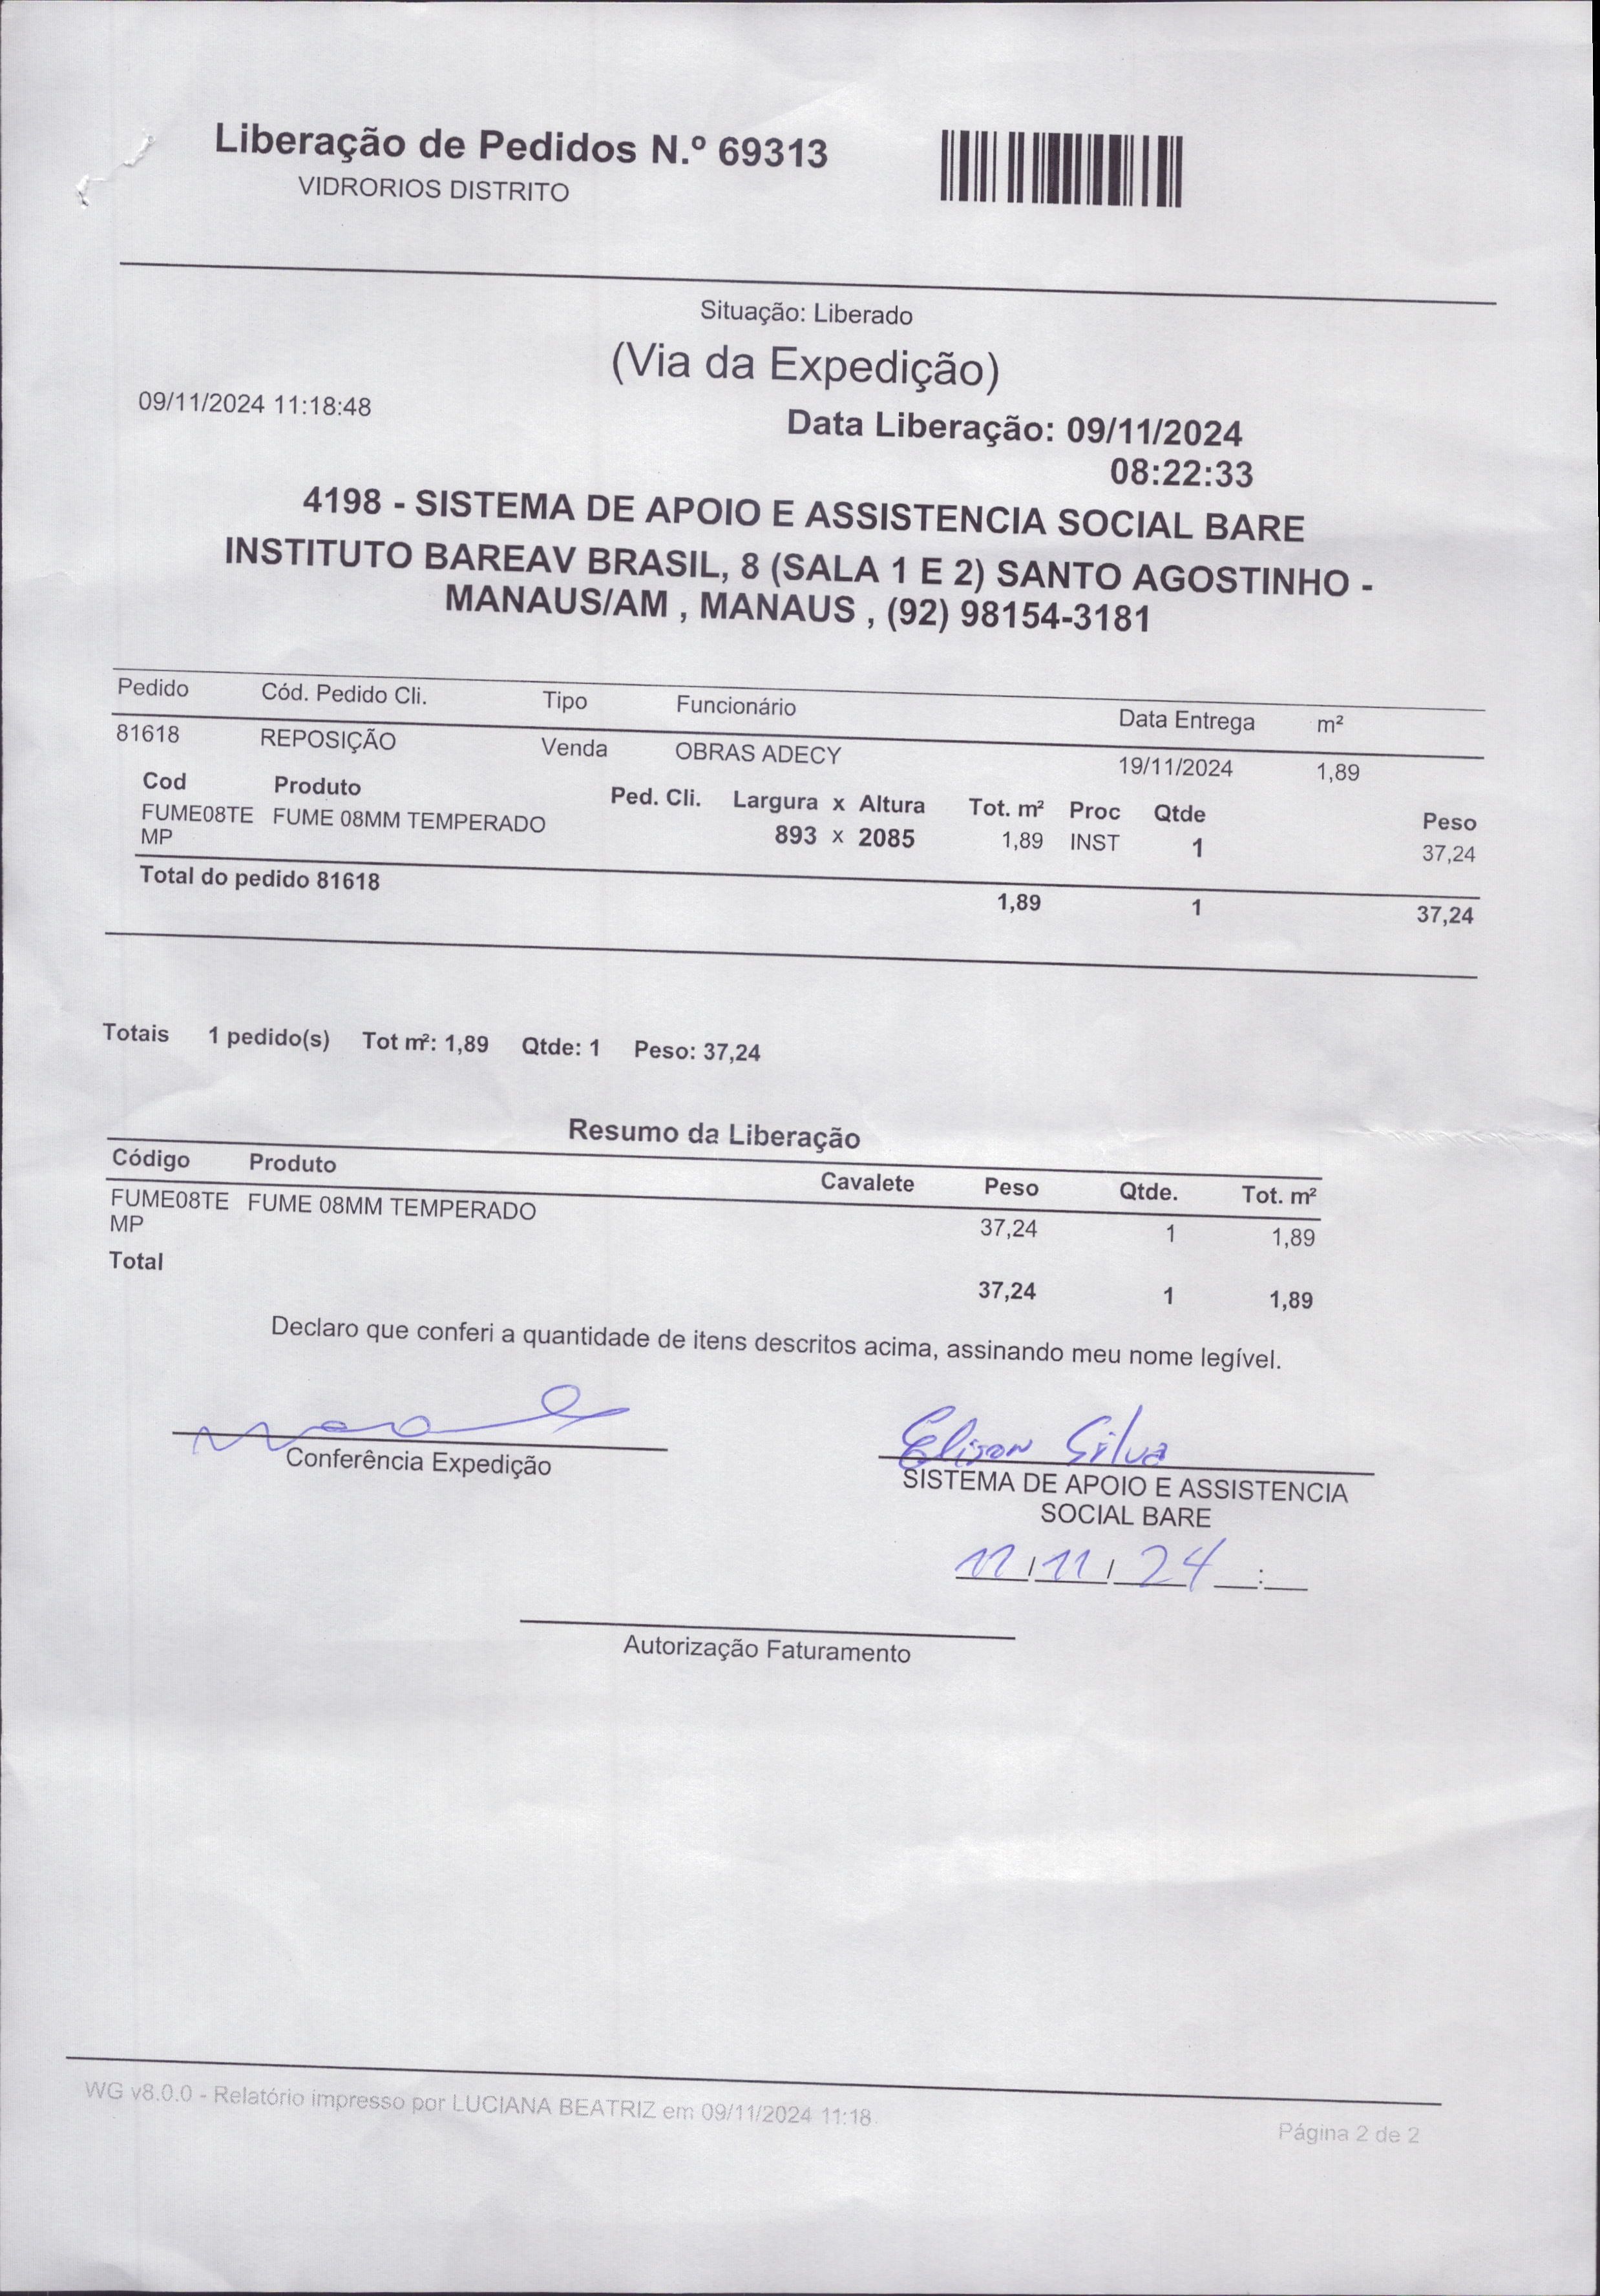 Liberação de Pedidos N.º 69313
VIDRORIOS DISTRITO
Situação: Liberado
(Via da Expedição)
09/11/2024 11:18:48
Data Liberação: 09/11/2024
08:22:33
4198 - SISTEMA DE APOIO E ASSISTENCIA SOCIAL BARE
INSTITUTO BAREAV BRASIL, 8 (SALA 1 E 2) SANTO AGOSTINHO -
MANAUS/AM , MANAUS , (92) 98154-3181
Pedido Cód. Pedido Cli. Tipo Funcionário Data Entrega m²
81618 REPOSIÇÃO Venda OBRAS ADECY 19/11/2024 1,89
Cod Produto Ped. Cli. Largura x Altura Tot. m² Proc Qtde Peso
FUME08TE FUME 08MM TEMPERADO 893 x 2085 1,89 INST 1 37,24
MP
Total do pedido 81618 1,89 1 37,24
Totais 1 pedido(s) Tot m²: 1,89 Qtde: 1 Peso: 37,24
Resumo da Liberação
Código Produto Cavalete Peso Qtde. Tot. m²
FUME08TE FUME 08MM TEMPERADO 37,24 1 1,89
MP
Total 37,24 1 1,89
Declaro que conferi a quantidade de itens descritos acima, assinando meu nome legível.
Elison Silva
Conferência Expedição
SISTEMA DE APOIO E ASSISTENCIA
SOCIAL BARE
11/11/24 __:__
Autorização Faturamento
WG v8.0.0 - Relatório impresso por LUCIANA BEATRIZ em 09/11/2024 11:18.
Página 2 de 2